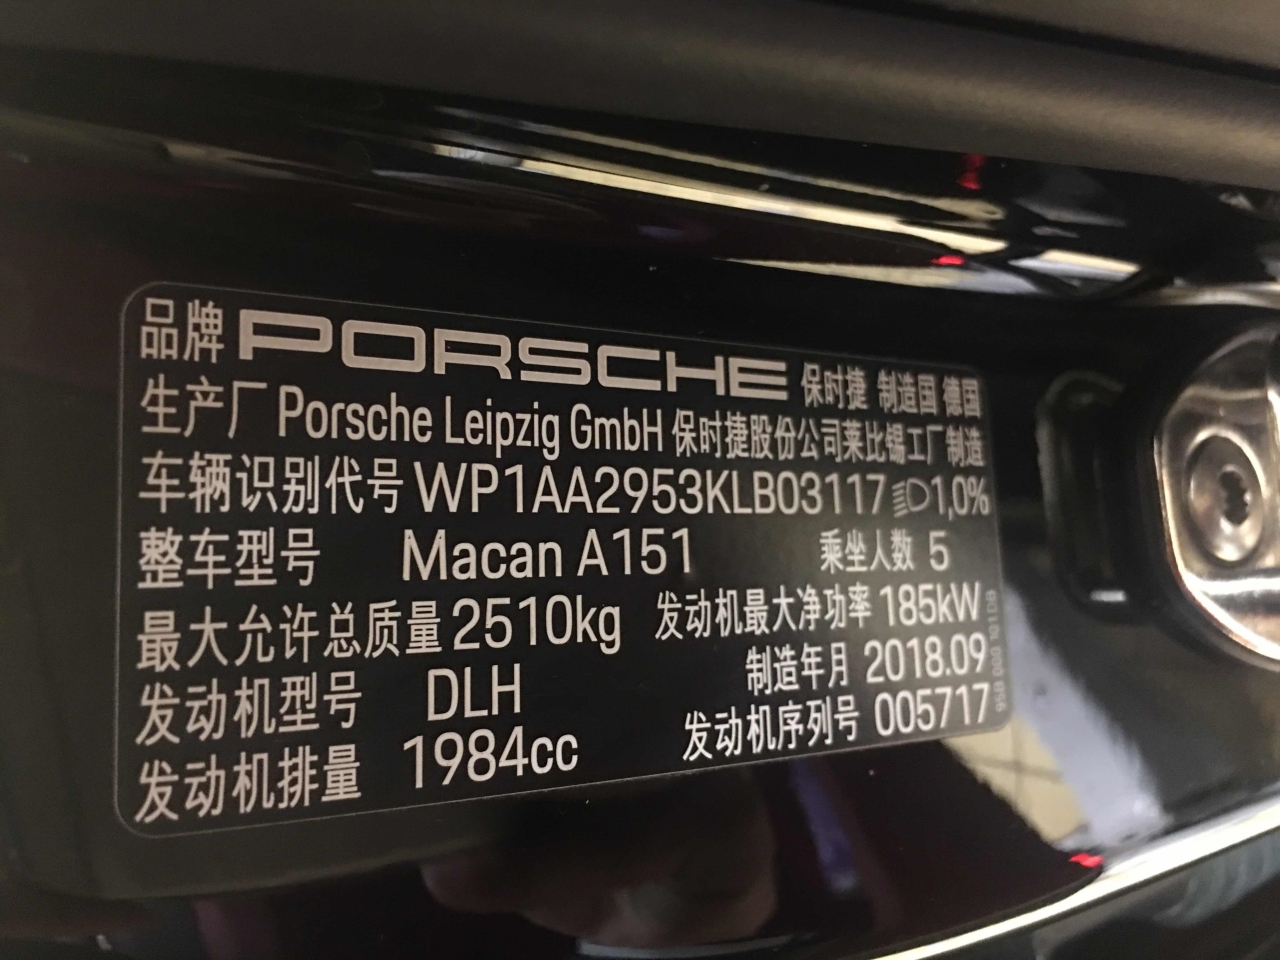 品牌 PORSCHE 保时捷 制造国 德国
生产厂 Porsche Leipzig GmbH 保时捷股份公司莱比锡工厂制造
车辆识别代号 WP1AA2953KLB03117 1,0%
整车型号 Macan A151 乘坐人数 5
最大允许总质量 2510kg 发动机最大净功率 185kW
发动机型号 DLH 制造年月 2018.09
发动机排量 1984cc 发动机序列号 005717
95B 000 101 DB